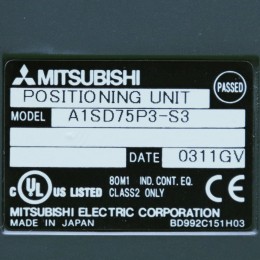 MITSUBISHI
PASSED
POSITIONING UNIT
MODEL A1SD75P3-S3
DATE 0311GV
c UL US LISTED 80M1 IND. CONT. EQ.
CLASS2 ONLY
MITSUBISHI ELECTRIC CORPORATION
MADE IN JAPAN BD992C151H03